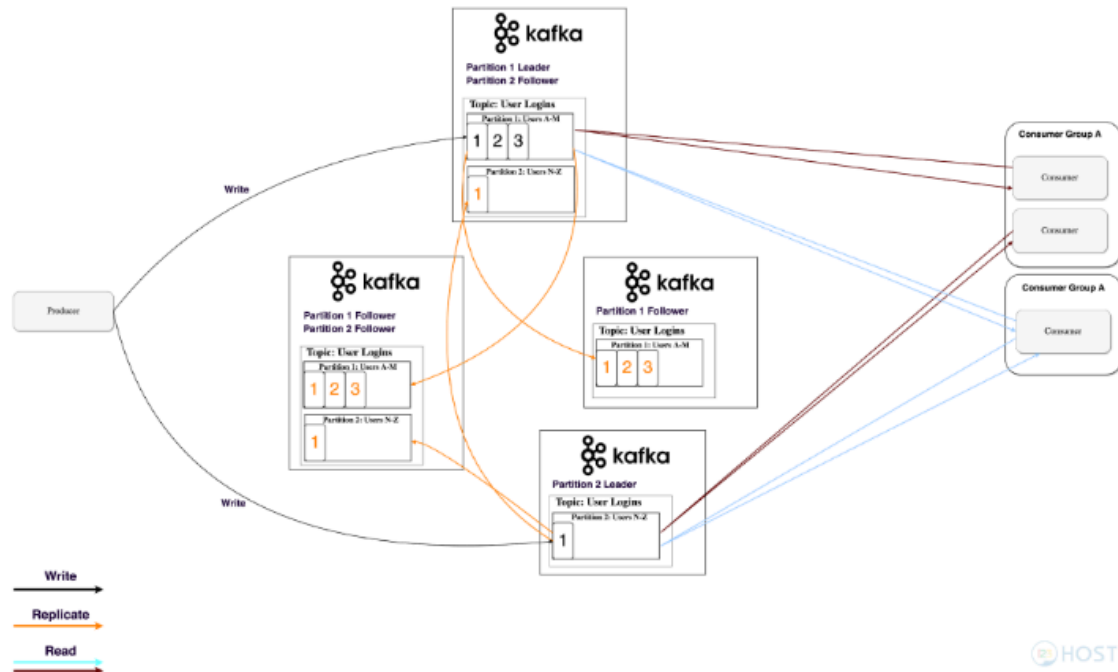 kafka
Partition 1 Leader
Partition 2 Follower
Topic: User Logins
Partition 1: Users A-M
1 2 3
Partition 2: Users N-Z
1
Write
Consumer Group A
Consumer
Consumer
Consumer Group A
Consumer
Producer
kafka
Partition 1 Follower
Partition 2 Follower
Topic: User Logins
Partition 1: Users A-M
1 2 3
Partition 2: Users N-Z
1
kafka
Partition 1 Follower
Topic: User Logins
Partition 1: Users A-M
1 2 3
kafka
Partition 2 Leader
Topic: User Logins
Partition 2: Users N-Z
1
Write
Write
Replicate
Read
HOST